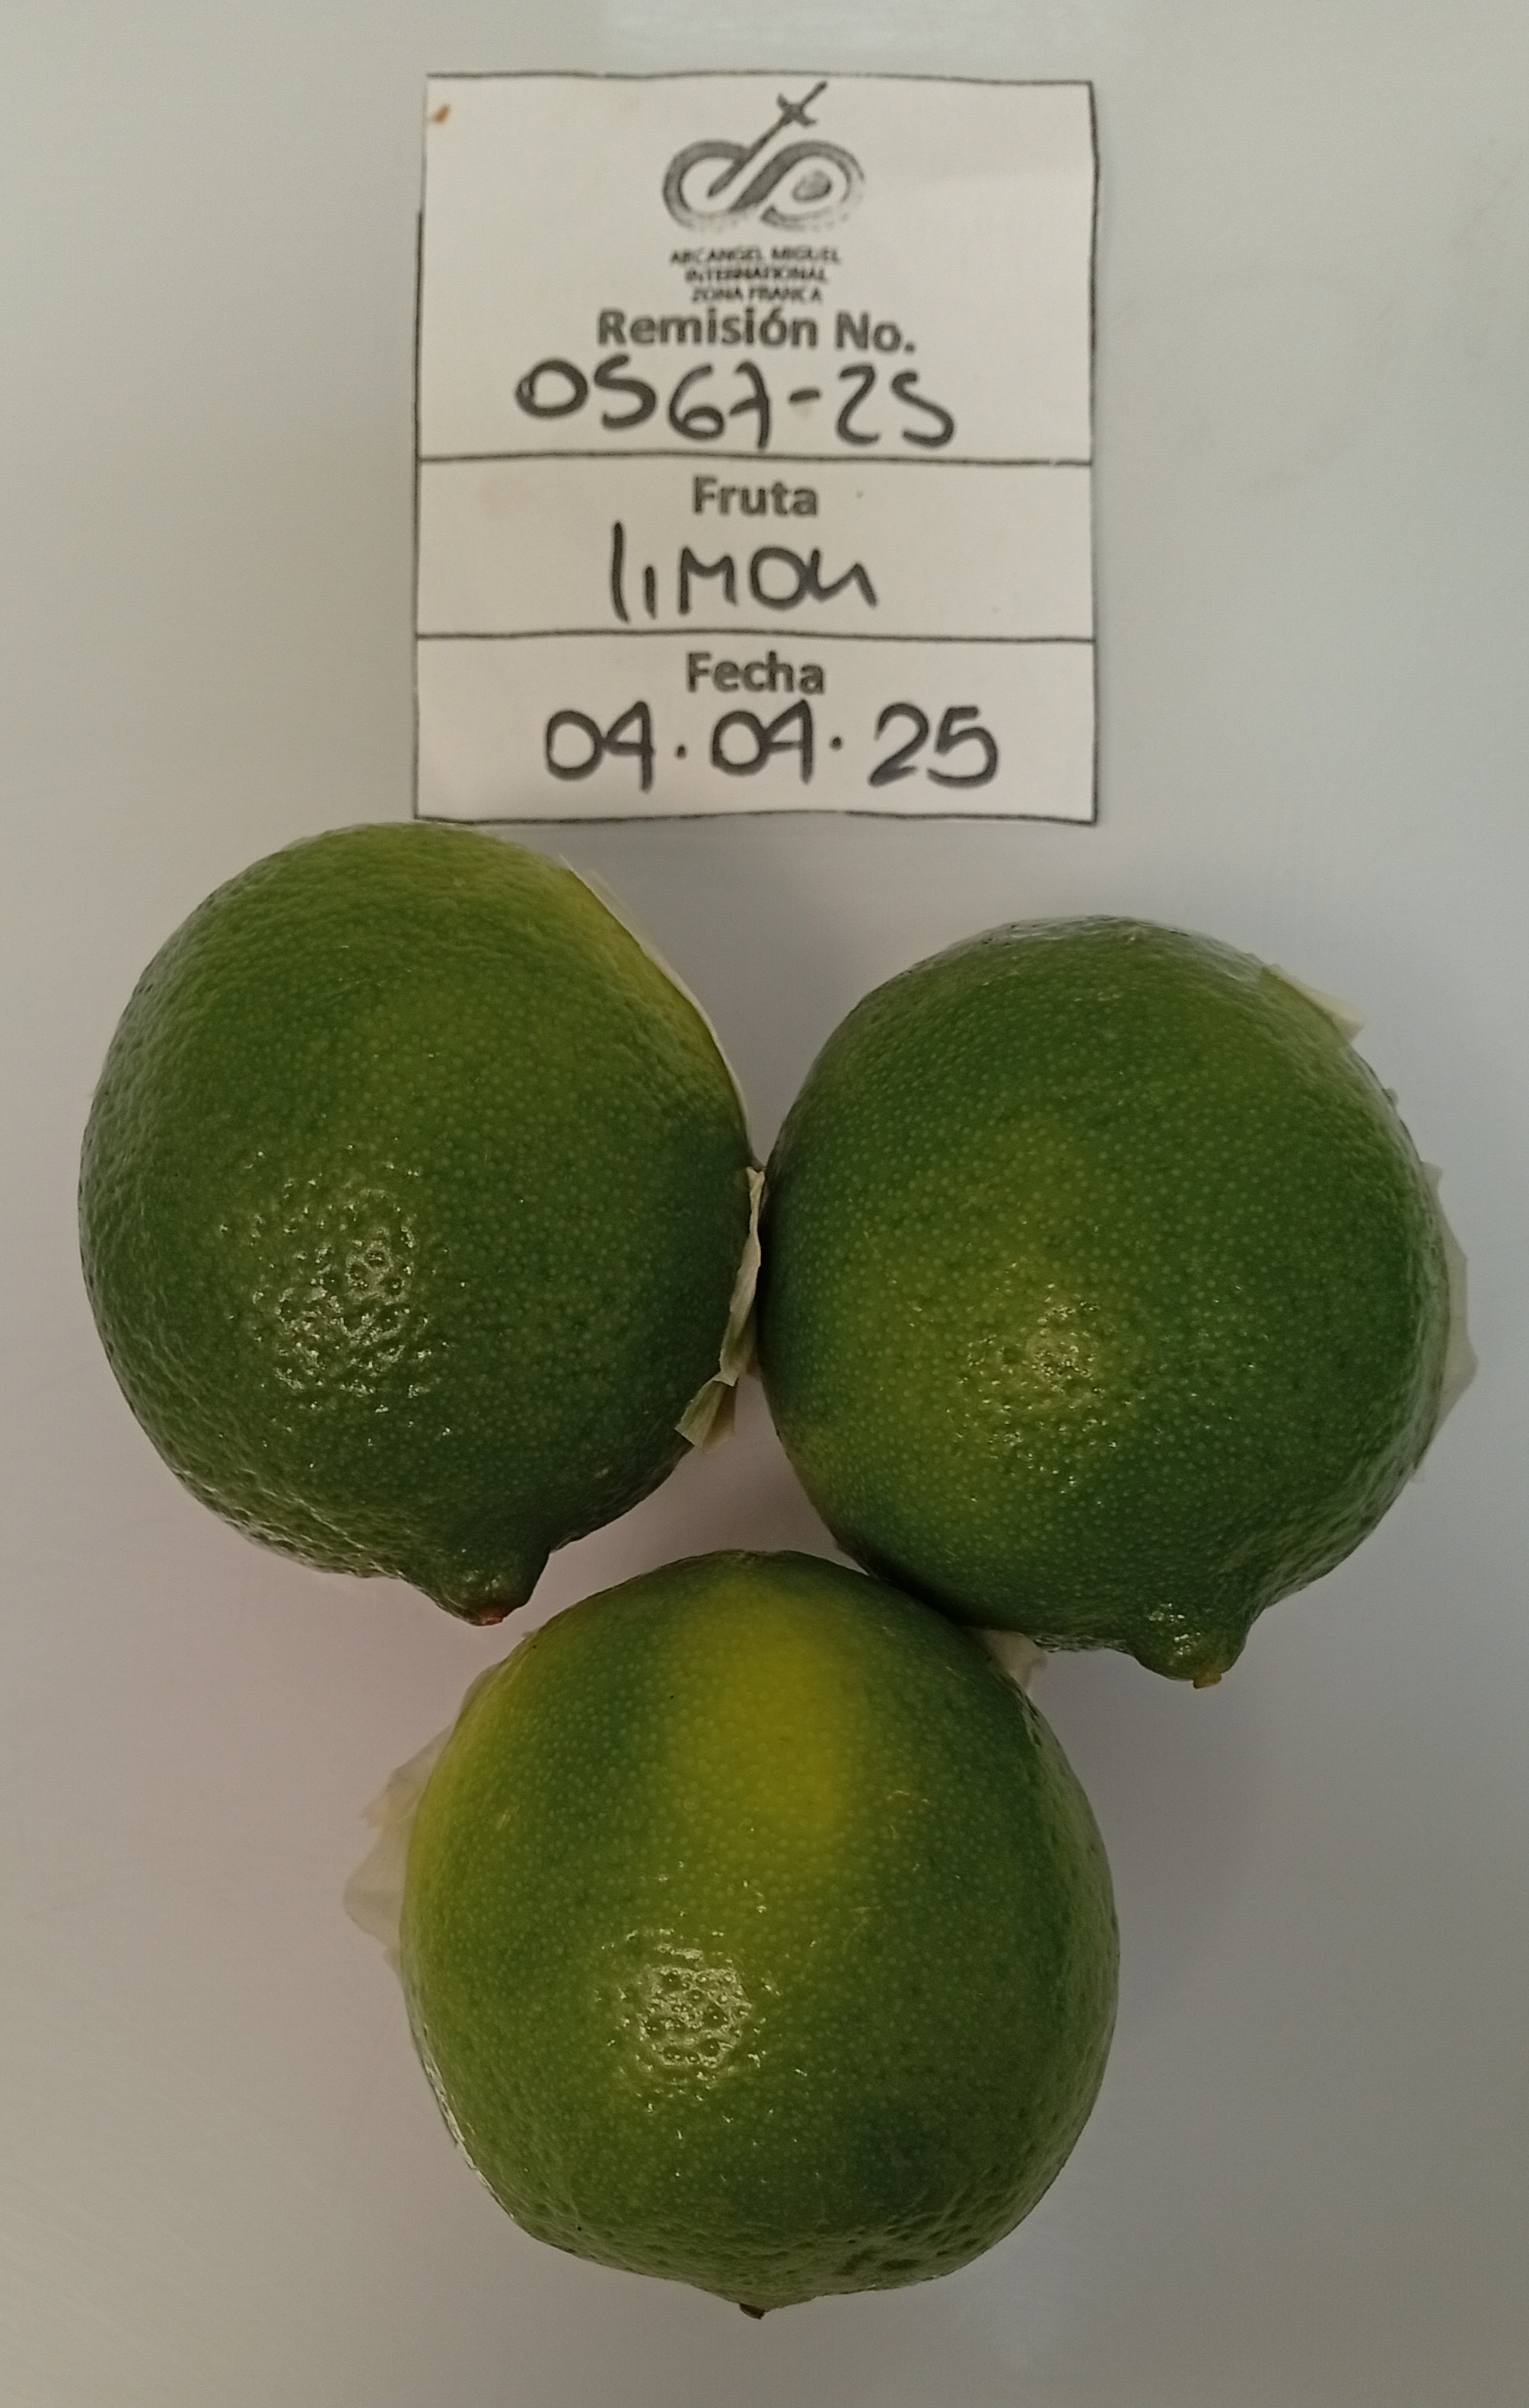 ARCANGEL MIGUEL
INTERNATIONAL
ZONA FRANCA
Remisión No.
0567-25
Fruta
limon
Fecha
04.04.25